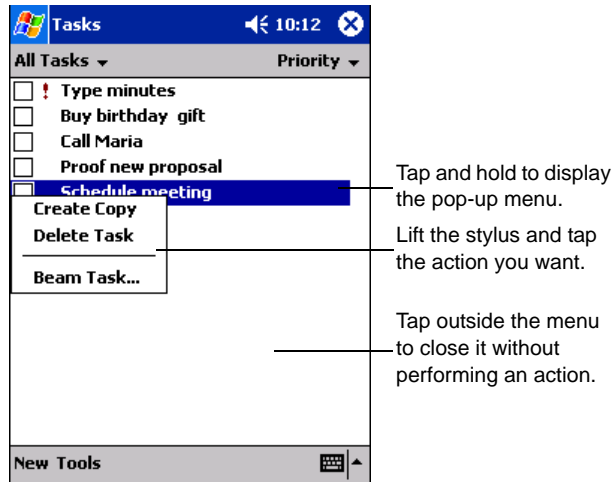 Tasks 10:12
All Tasks Priority
! Type minutes
Buy birthday gift
Call Maria
Proof new proposal
Schedule meeting
Create Copy
Delete Task
Beam Task...
New Tools
Tap and hold to display
the pop-up menu.
Lift the stylus and tap
the action you want.
Tap outside the menu
to close it without
performing an action.